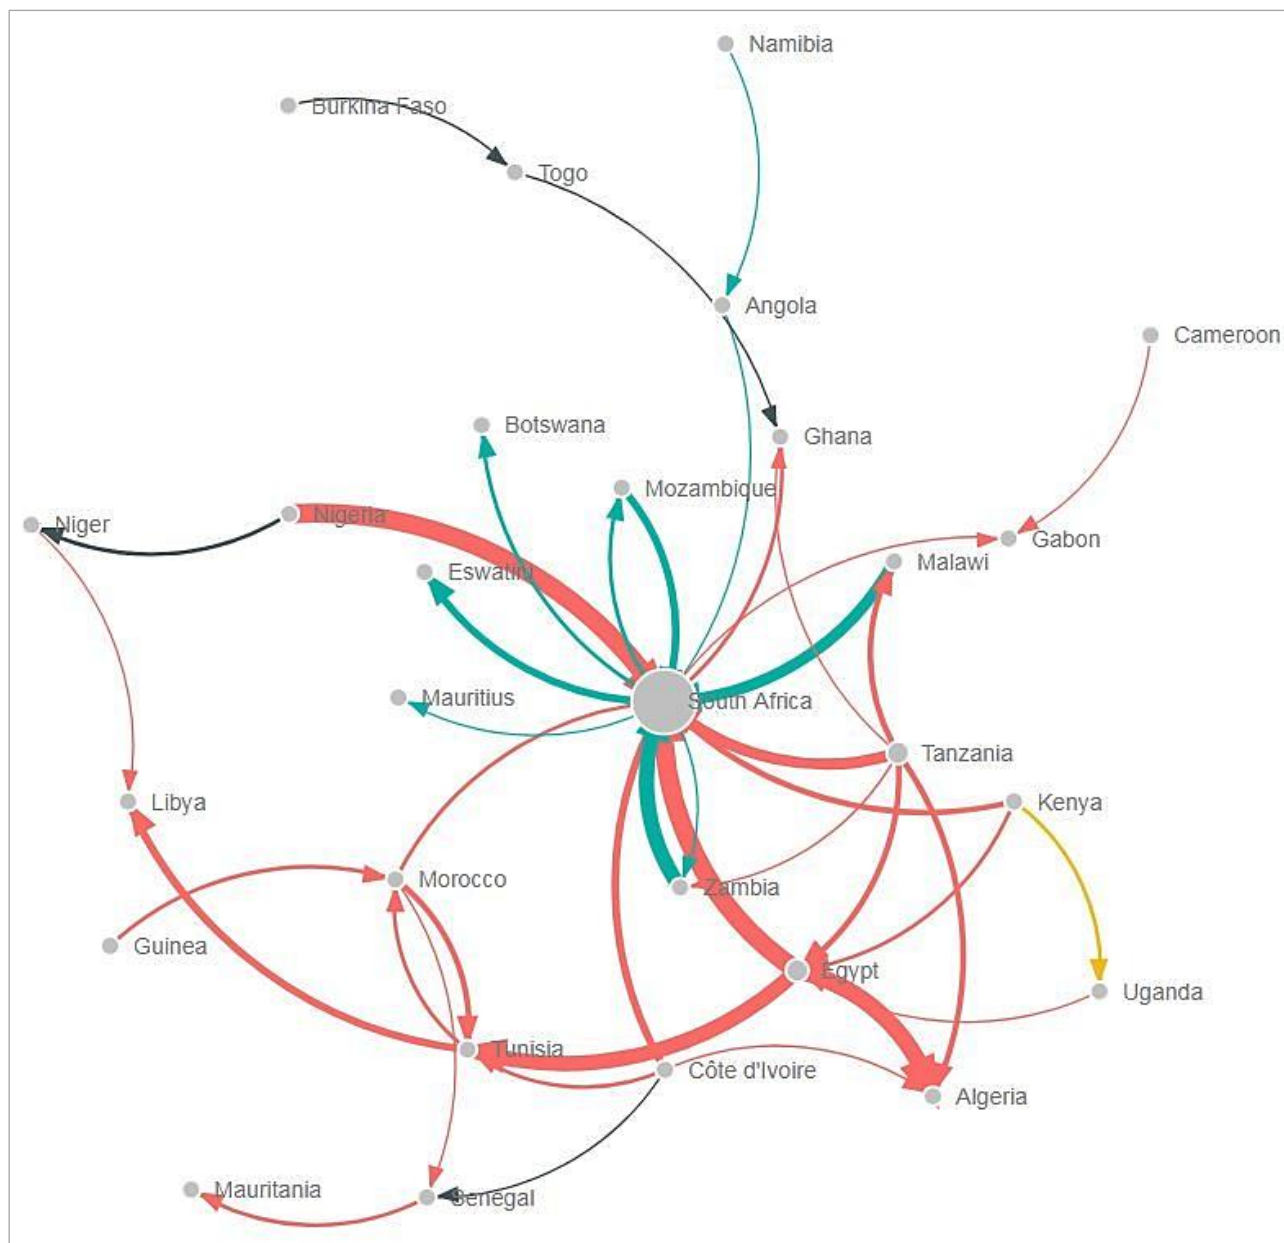 Namibia
Burkina Faso
Togo
Angola
Cameroon
Botswana
Ghana
Mozambique
Nigeria
Niger
Gabon
Malawi
Eswatini
Mauritius
South Africa
Tanzania
Libya
Kenya
Morocco
Zambia
Guinea
Egypt
Uganda
Tunisia
Côte d'Ivoire
Algeria
Mauritania
Senegal